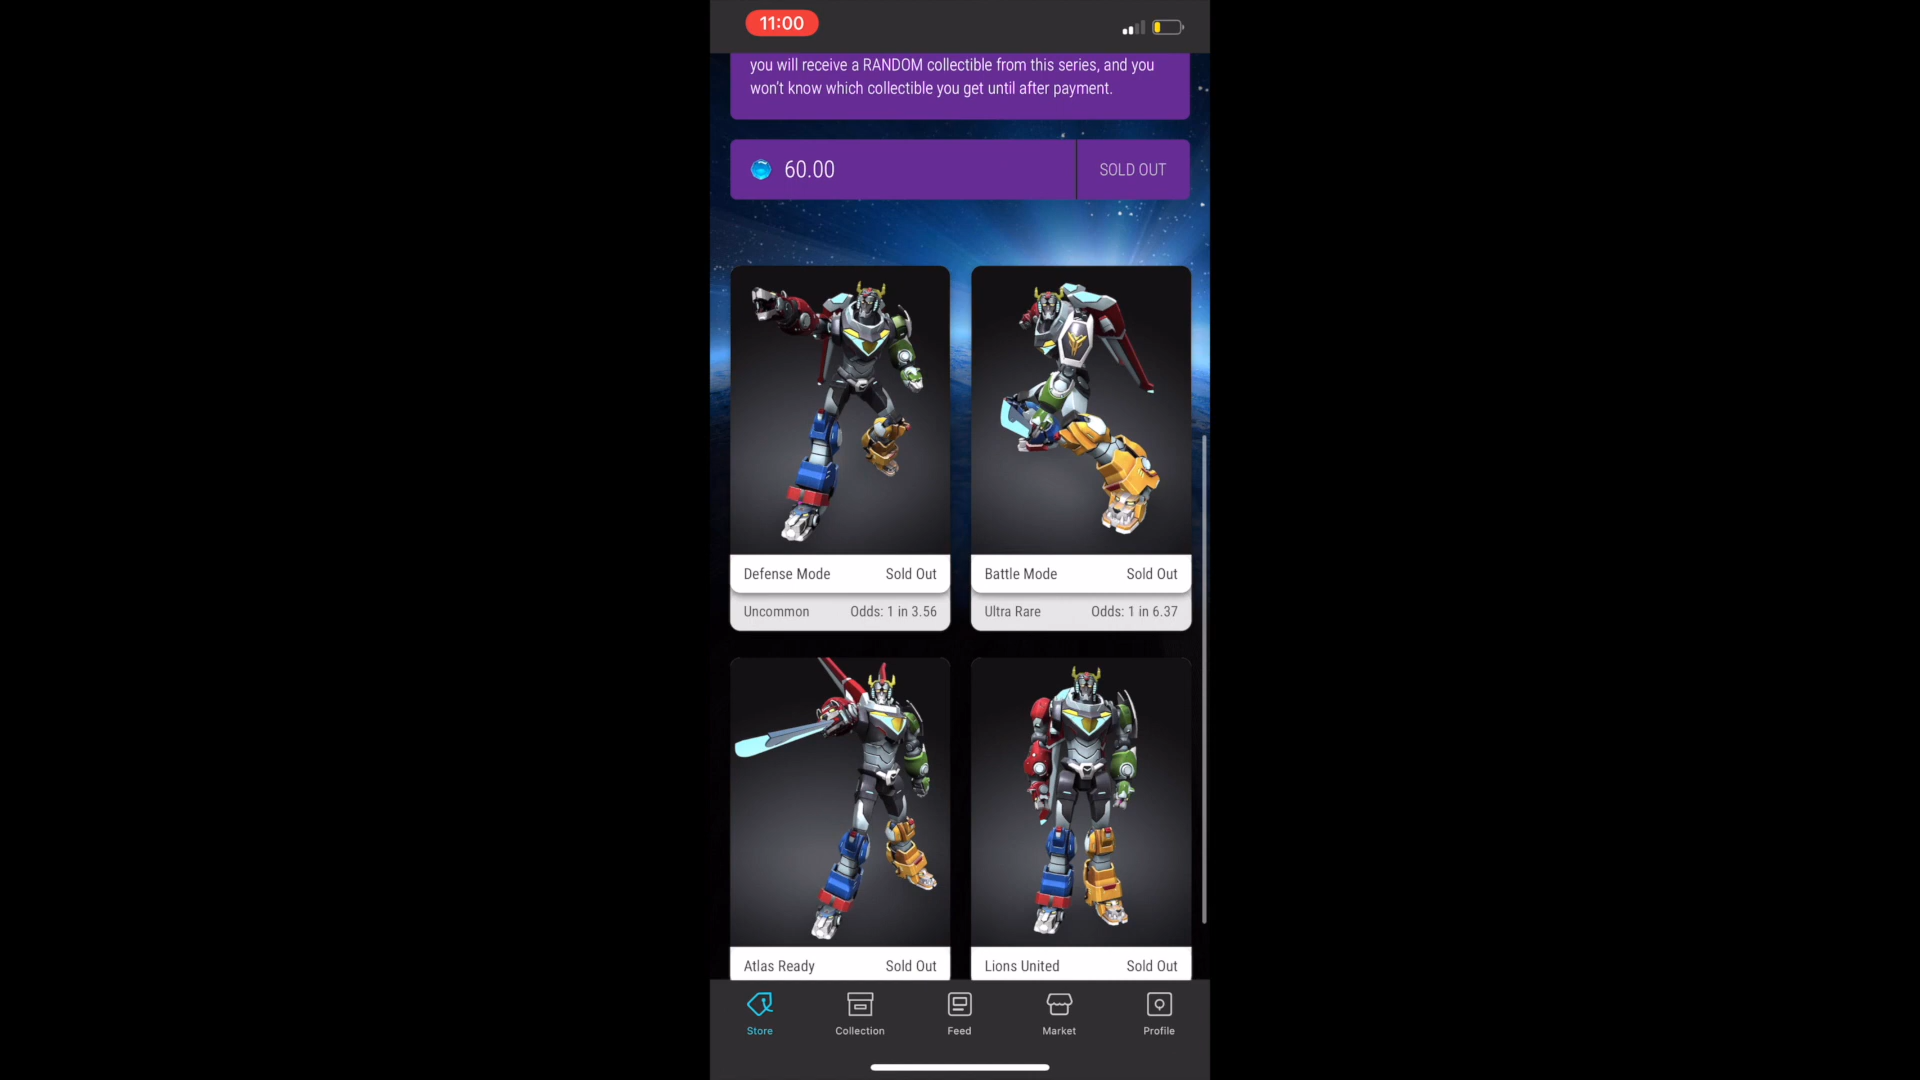 11:00
you will receive a RANDOM collectible from this series, and you
won't know which collectible you get until after payment.
60.00 SOLD OUT
Defense Mode Sold Out
Uncommon Odds: 1 in 3.56
Battle Mode Sold Out
Ultra Rare Odds: 1 in 6.37
Atlas Ready Sold Out
Lions United Sold Out
Store Collection Feed Market Profile